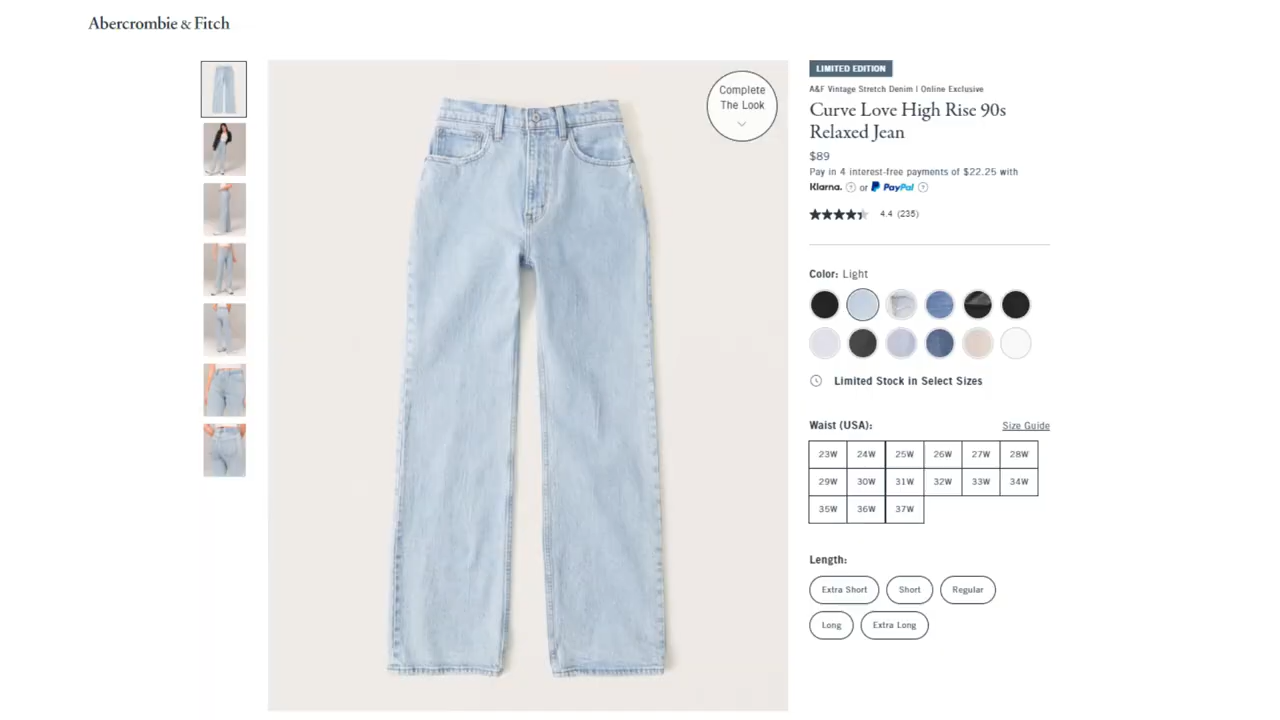 Abercrombie & Fitch
Complete
The Look
LIMITED EDITION
A&F Vintage Stretch Denim | Online Exclusive
Curve Love High Rise 90s
Relaxed Jean
$89
Pay in 4 interest-free payments of $22.25 with
Klarna. ? or PayPal ?
4.4 (235)
Color: Light
Limited Stock in Select Sizes
Waist (USA): Size Guide
23W 24W 25W 26W 27W 28W
29W 30W 31W 32W 33W 34W
35W 36W 37W
Length:
Extra Short Short Regular
Long Extra Long